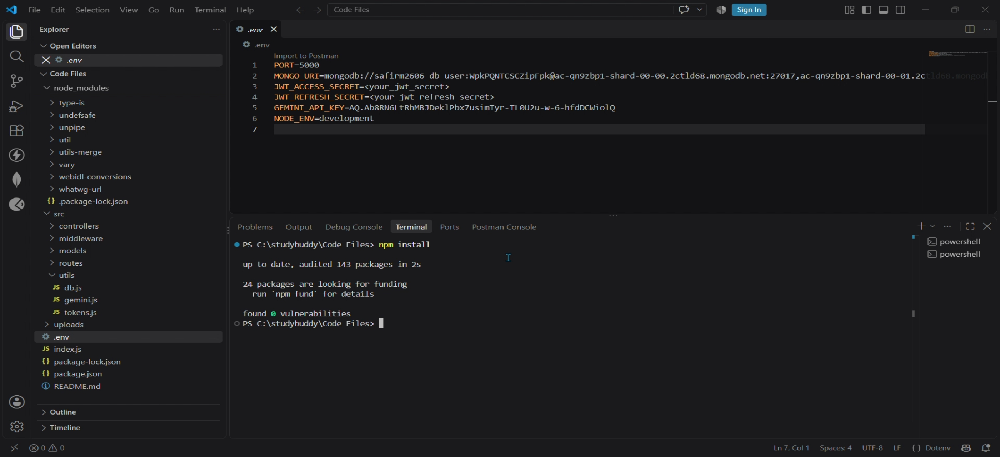 File Edit Selection View Go Run Terminal Help
Code Files
Sign In
Explorer
Open Editors
.env
Code Files
node_modules
type-is
undefsafe
unpipe
util
utils-merge
vary
webidl-conversions
whatwg-url
{} .package-lock.json
src
controllers
middleware
models
routes
utils
JS db.js
JS gemini.js
JS tokens.js
uploads
.env
JS index.js
{} package-lock.json
{} package.json
README.md
Outline
Timeline
.env
.env
Import to Postman
1 PORT=5000
2 MONGO_URI=mongodb://safirm2606_db_user:WpkPQNTCSCZipFpk@ac-qn9zbp1-shard-00-00.2ctld68.mongodb.net:27017,ac-qn9zbp1-shard-00-01.2ctld68.mongodb
3 JWT_ACCESS_SECRET=<your_jwt_secret>
4 JWT_REFRESH_SECRET=<your_jwt_refresh_secret>
5 GEMINI_API_KEY=AQ.Ab8RN6LtRhMBJDeklPbx7usimTyr-TL0U2u-w-6-hfdDCWiolQ
6 NODE_ENV=development
7
Problems Output Debug Console Terminal Ports Postman Console
PS C:\studybuddy\Code Files> npm install
up to date, audited 143 packages in 2s
24 packages are looking for funding
run `npm fund` for details
found 0 vulnerabilities
PS C:\studybuddy\Code Files>
powershell
powershell
0 0
Ln 7, Col 1 Spaces: 4 UTF-8 LF {} Dotenv